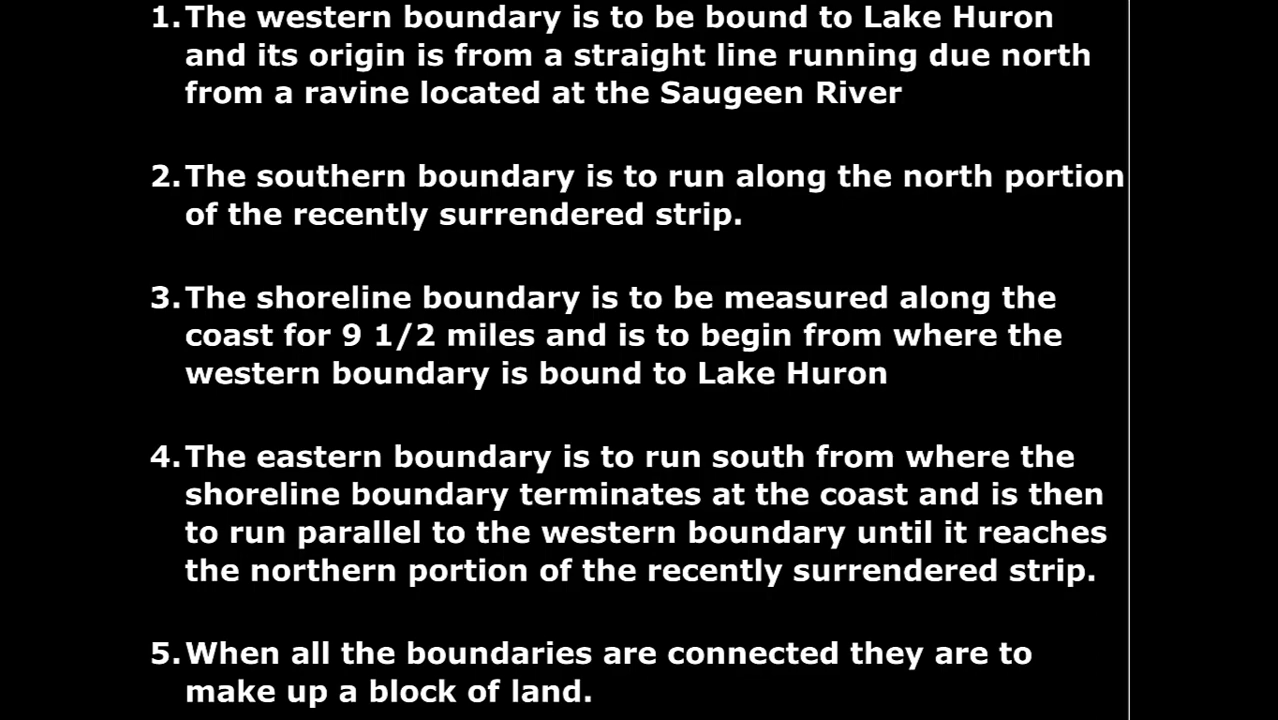 1. The western boundary is to be bound to Lake Huron
and its origin is from a straight line running due north
from a ravine located at the Saugeen River
2. The southern boundary is to run along the north portion
of the recently surrendered strip.
3. The shoreline boundary is to be measured along the
coast for 9 1/2 miles and is to begin from where the
western boundary is bound to Lake Huron
4. The eastern boundary is to run south from where the
shoreline boundary terminates at the coast and is then
to run parallel to the western boundary until it reaches
the northern portion of the recently surrendered strip.
5. When all the boundaries are connected they are to
make up a block of land.